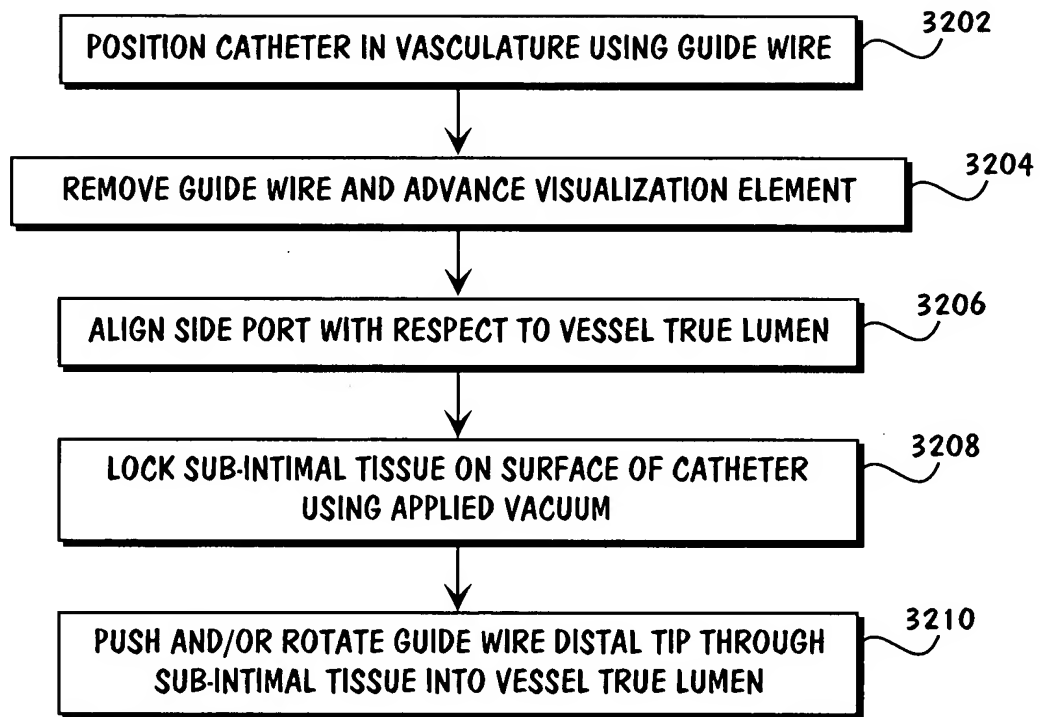 POSITION CATHETER IN VASCULATURE USING GUIDE WIRE
3202
REMOVE GUIDE WIRE AND ADVANCE VISUALIZATION ELEMENT
3204
ALIGN SIDE PORT WITH RESPECT TO VESSEL TRUE LUMEN
3206
LOCK SUB-INTIMAL TISSUE ON SURFACE OF CATHETER
USING APPLIED VACUUM
3208
PUSH AND/OR ROTATE GUIDE WIRE DISTAL TIP THROUGH
SUB-INTIMAL TISSUE INTO VESSEL TRUE LUMEN
3210